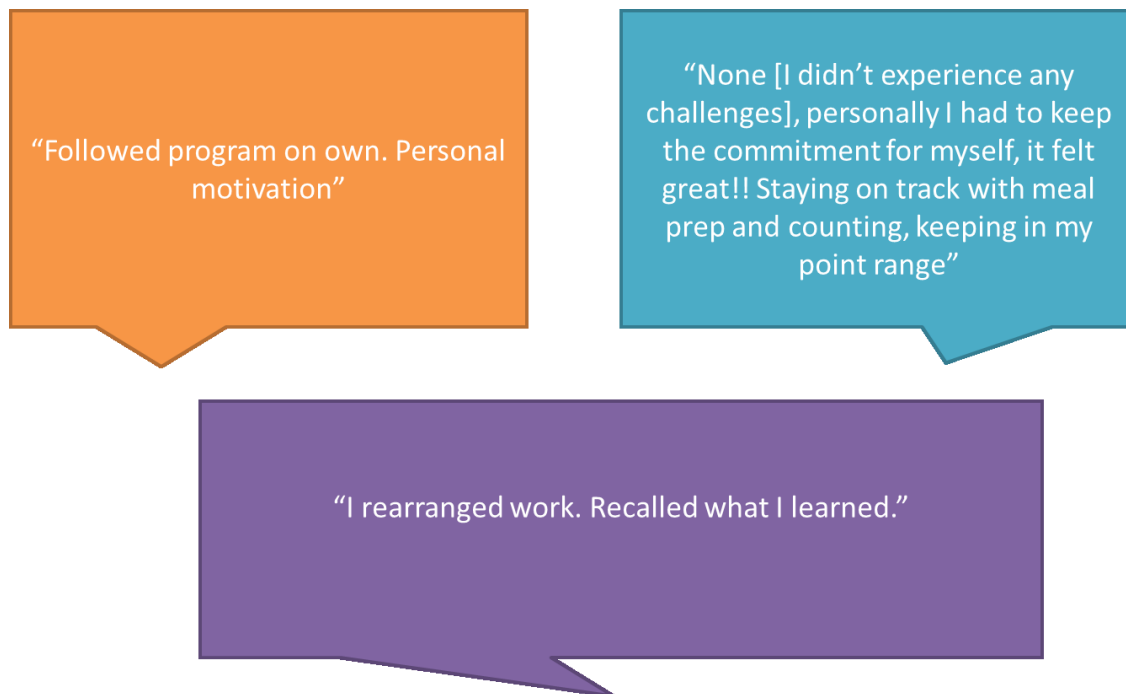 “Followed program on own. Personal
motivation”
“None [I didn’t experience any
challenges], personally I had to keep
the commitment for myself, it felt
great!! Staying on track with meal
prep and counting, keeping in my
point range”
“I rearranged work. Recalled what I learned.”